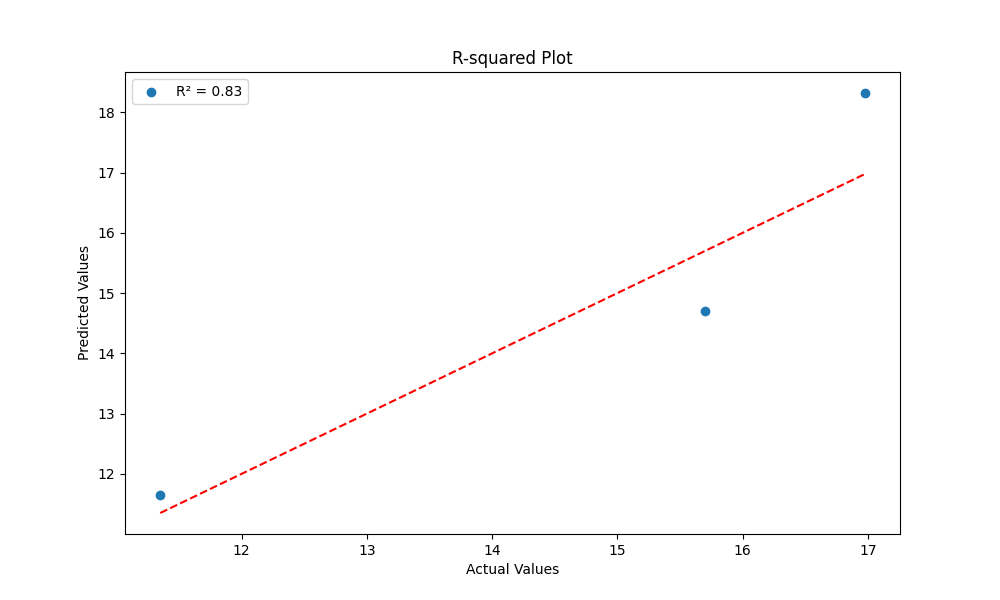 R-squared Plot
R² = 0.83
18
17
16
15
14
13
12
Predicted Values
12 13 14 15 16 17
Actual Values